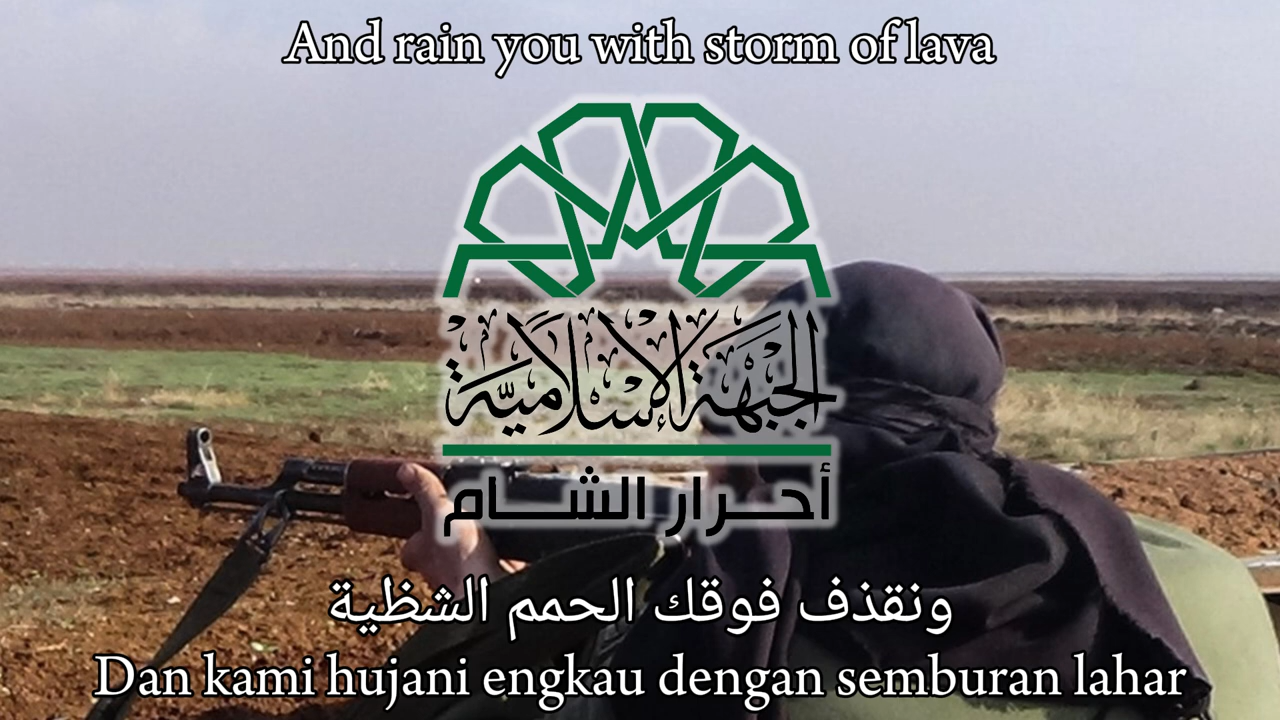 And rain you with storm of lava
الجبهة الإسلاميّة
أحرار الشام
ونقذف فوقك الحمم الشظية
Dan kami hujani engkau dengan semburan lahar